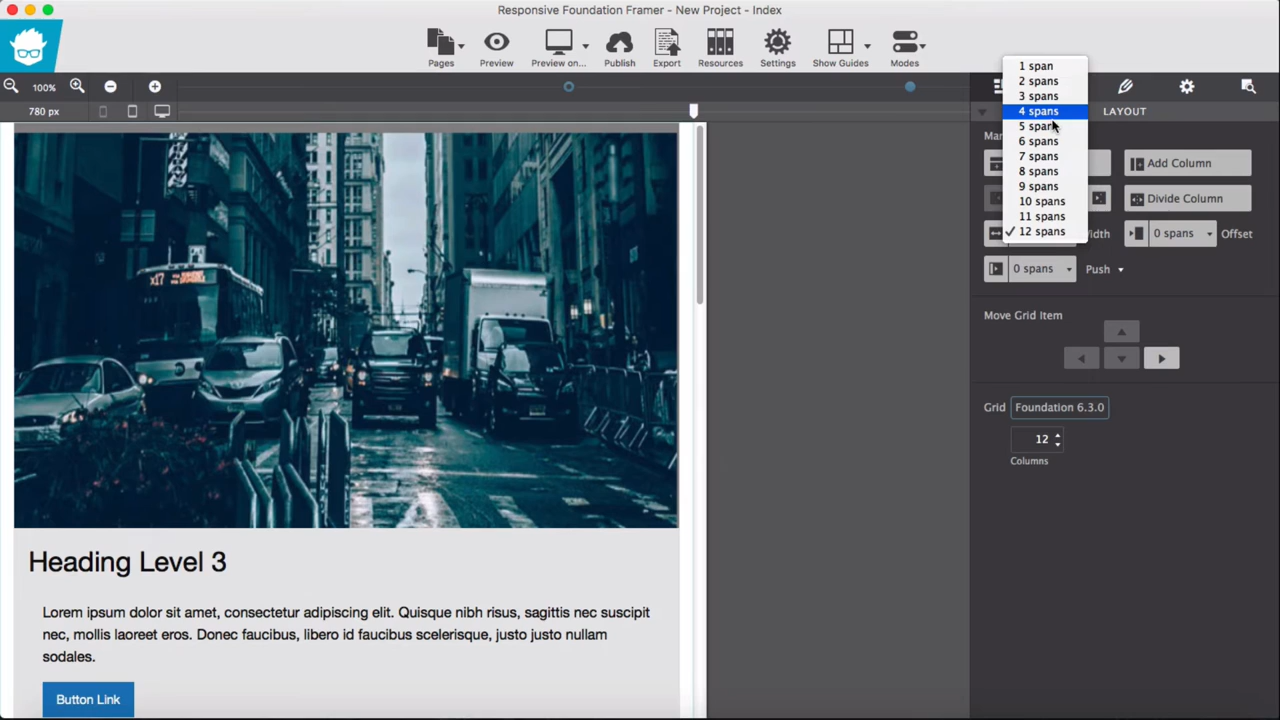 Responsive Foundation Framer - New Project - Index
Pages
Preview
Preview on...
Publish
Export
Resources
Settings
Show Guides
Modes
100%
780 px
1 span
2 spans
3 spans
4 spans
5 spans
6 spans
7 spans
8 spans
9 spans
10 spans
11 spans
12 spans
LAYOUT
Add Column
Divide Column
0 spans
Offset
0 spans
Push
Move Grid Item
Grid
Foundation 6.3.0
12
Columns
x17
Heading Level 3
Lorem ipsum dolor sit amet, consectetur adipiscing elit. Quisque nibh risus, sagittis nec suscipit
nec, mollis laoreet eros. Donec faucibus, libero id faucibus scelerisque, justo justo nullam
sodales.
Button Link